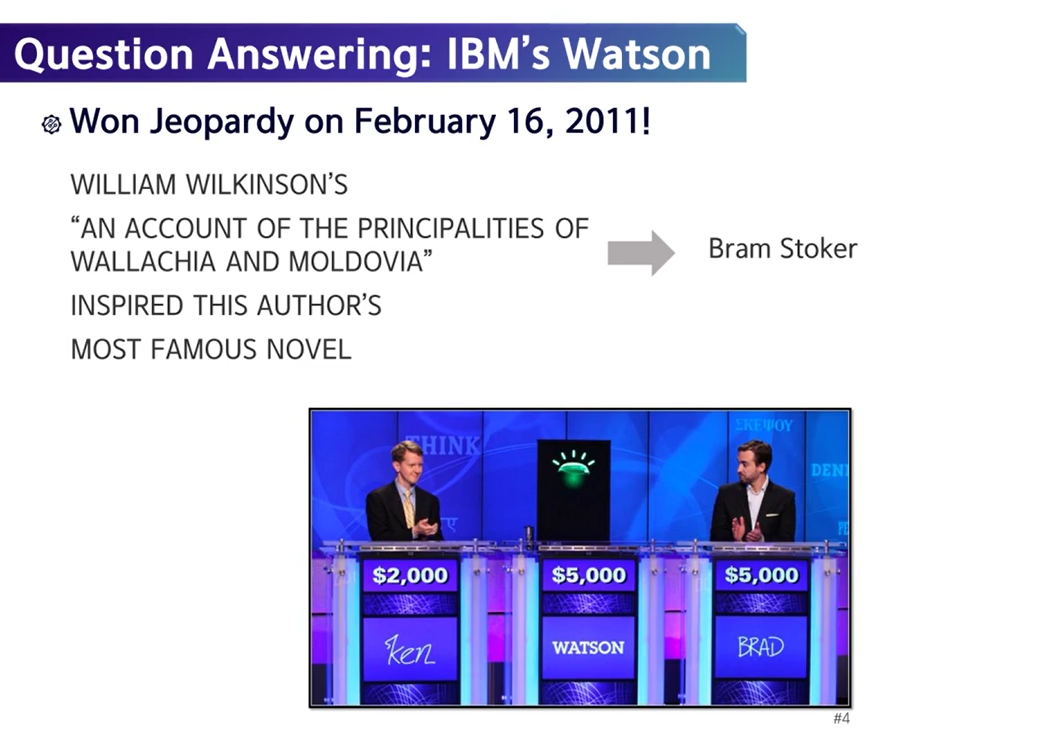 Question Answering: IBM's Watson
Won Jeopardy on February 16, 2011!
WILLIAM WILKINSON'S
“AN ACCOUNT OF THE PRINCIPALITIES OF
WALLACHIA AND MOLDOVIA”
INSPIRED THIS AUTHOR'S
MOST FAMOUS NOVEL
Bram Stoker
THINK
ΣΚΕΨΟΥ
$2,000
$5,000
$5,000
Ken
WATSON
BRAD
#4